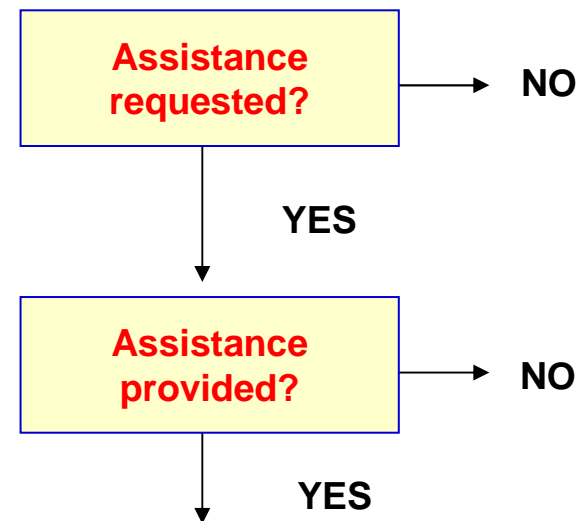 Assistance
requested?
NO
YES
Assistance
provided?
NO
YES